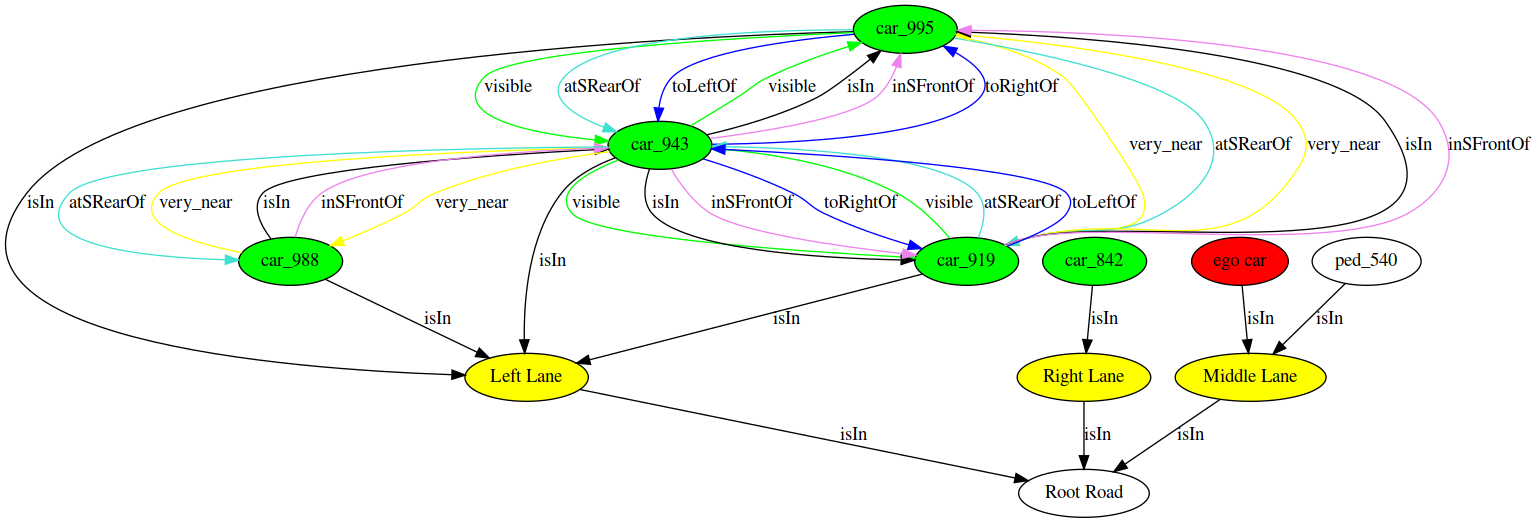 car_995
visible
atSRearOf
toLeftOf
visible
isIn
inSFrontOf
toRightOf
car_943
very_near
atSRearOf
very_near
isIn
inSFrontOf
isIn
atSRearOf
very_near
isIn
inSFrontOf
very_near
visible
isIn
inSFrontOf
toRightOf
visible
atSRearOf
toLeftOf
car_988
isIn
car_919
car_842
ego car
ped_540
isIn
isIn
isIn
isIn
isIn
Left Lane
Right Lane
Middle Lane
isIn
isIn
isIn
Root Road